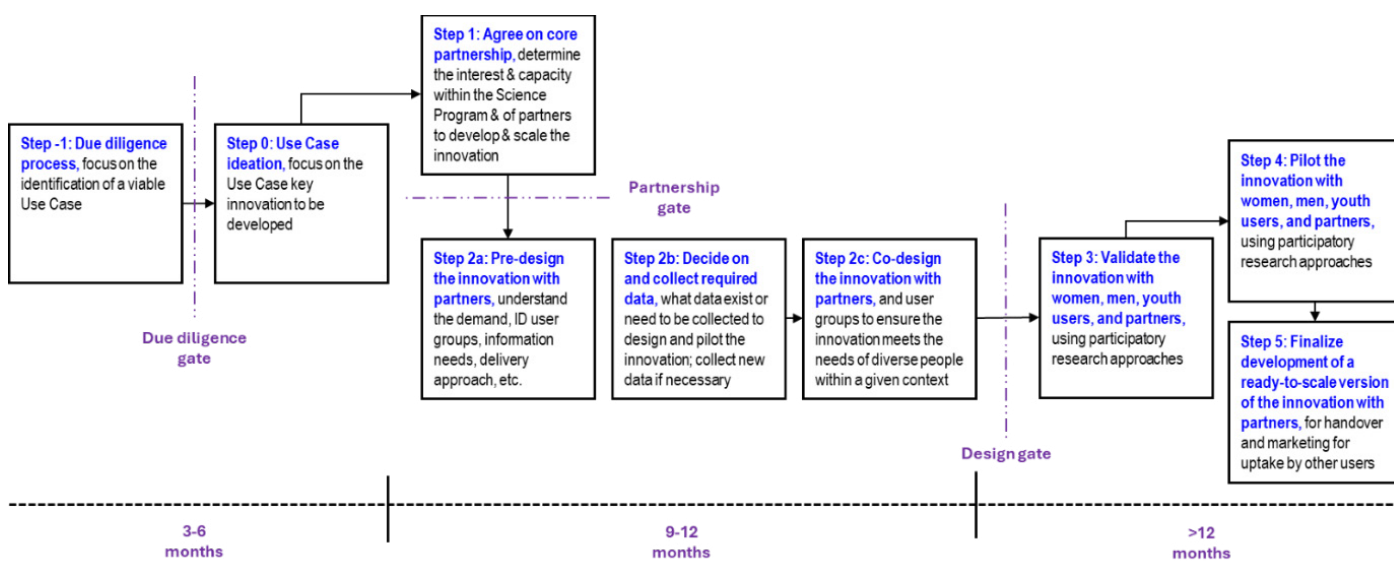 Step -1: Due diligence
process, focus on the
identification of a viable
Use Case
Due diligence
gate
Step 0: Use Case
ideation, focus on the
Use Case key
innovation to be
developed
Step 1: Agree on core
partnership, determine
the interest & capacity
within the Science
Program & of partners
to develop & scale the
innovation
Partnership
gate
Step 2a: Pre-design
the innovation with
partners, understand
the demand, ID user
groups, information
needs, delivery
approach, etc.
Step 2b: Decide on
and collect required
data, what data exist or
need to be collected to
design and pilot the
innovation; collect new
data if necessary
Step 2c: Co-design
the innovation with
partners, and user
groups to ensure the
innovation meets the
needs of diverse people
within a given context
Design gate
Step 3: Validate the
innovation with
women, men, youth
users, and partners,
using participatory
research approaches
Step 4: Pilot the
innovation with
women, men, youth
users, and partners,
using participatory
research approaches
Step 5: Finalize
development of a
ready-to-scale version
of the innovation with
partners, for handover
and marketing for
uptake by other users
3-6
months
9-12
months
>12
months